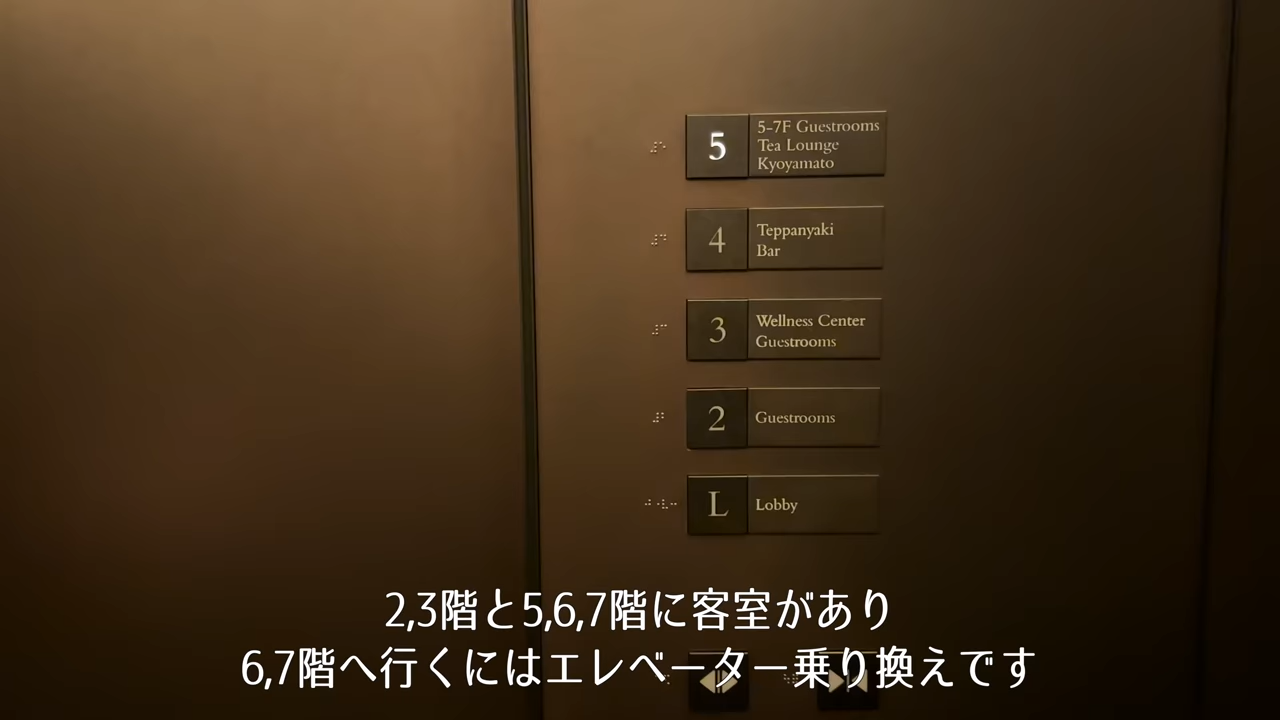 5
5-7F Guestrooms
Tea Lounge
Kyoyamato
4
Teppanyaki
Bar
3
Wellness Center
Guestrooms
2
Guestrooms
L
Lobby
2,3階と5,6,7階に客室があり
6,7階へ行くにはエレベーター乗り換えです